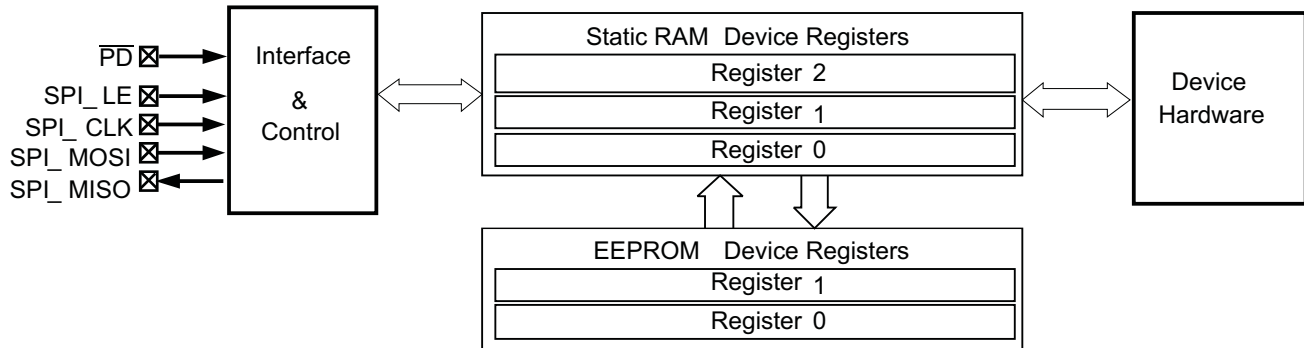 PD
SPI_ LE
SPI_ CLK
SPI_ MOSI
SPI_ MISO
Interface
&
Control
Static RAM Device Registers
Register 2
Register 1
Register 0
EEPROM Device Registers
Register 1
Register 0
Device
Hardware